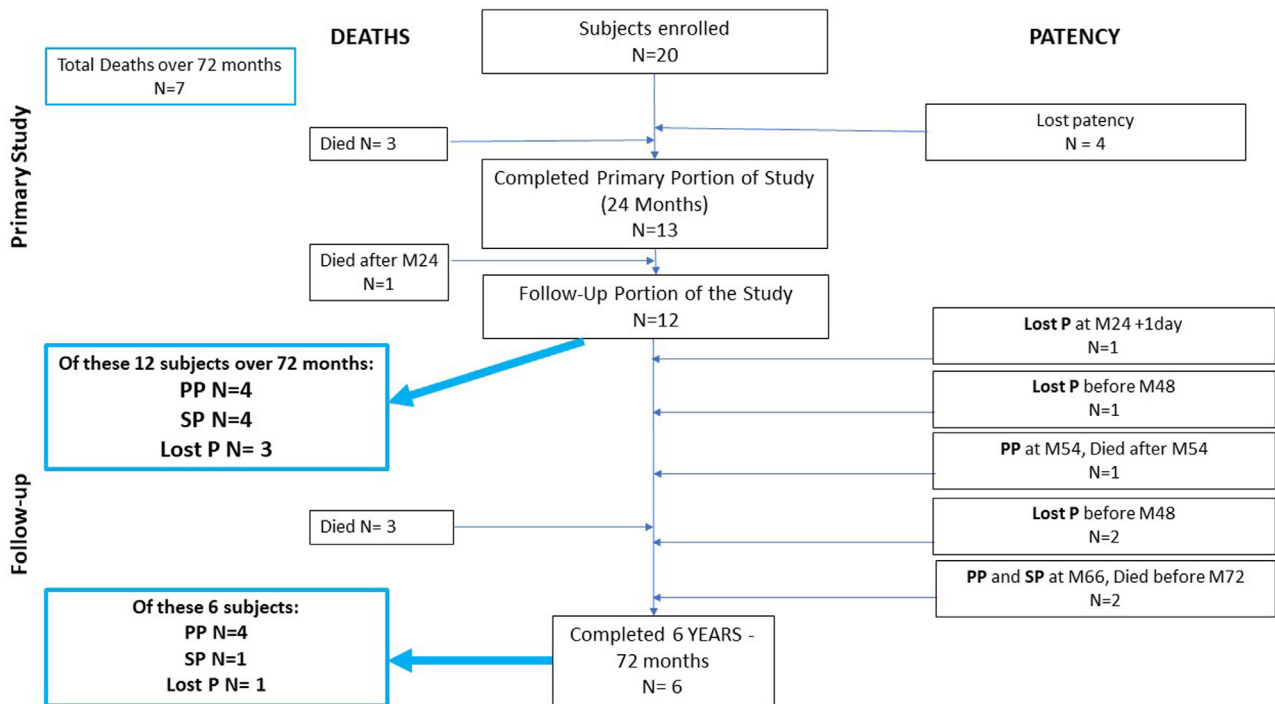 DEATHS
Subjects enrolled
N=20
PATENCY
Total Deaths over 72 months
N=7
Primary Study
Died N= 3
Lost patency
N = 4
Completed Primary Portion of Study
(24 Months)
N=13
Died after M24
N=1
Follow-Up Portion of the Study
N=12
Lost P at M24 +1day
N=1
Of these 12 subjects over 72 months:
PP N=4
SP N=4
Lost P N= 3
Lost P before M48
N=1
PP at M54, Died after M54
N=1
Follow-up
Died N= 3
Lost P before M48
N=2
PP and SP at M66, Died before M72
N=2
Of these 6 subjects:
PP N=4
SP N=1
Lost P N= 1
Completed 6 YEARS -
72 months
N= 6